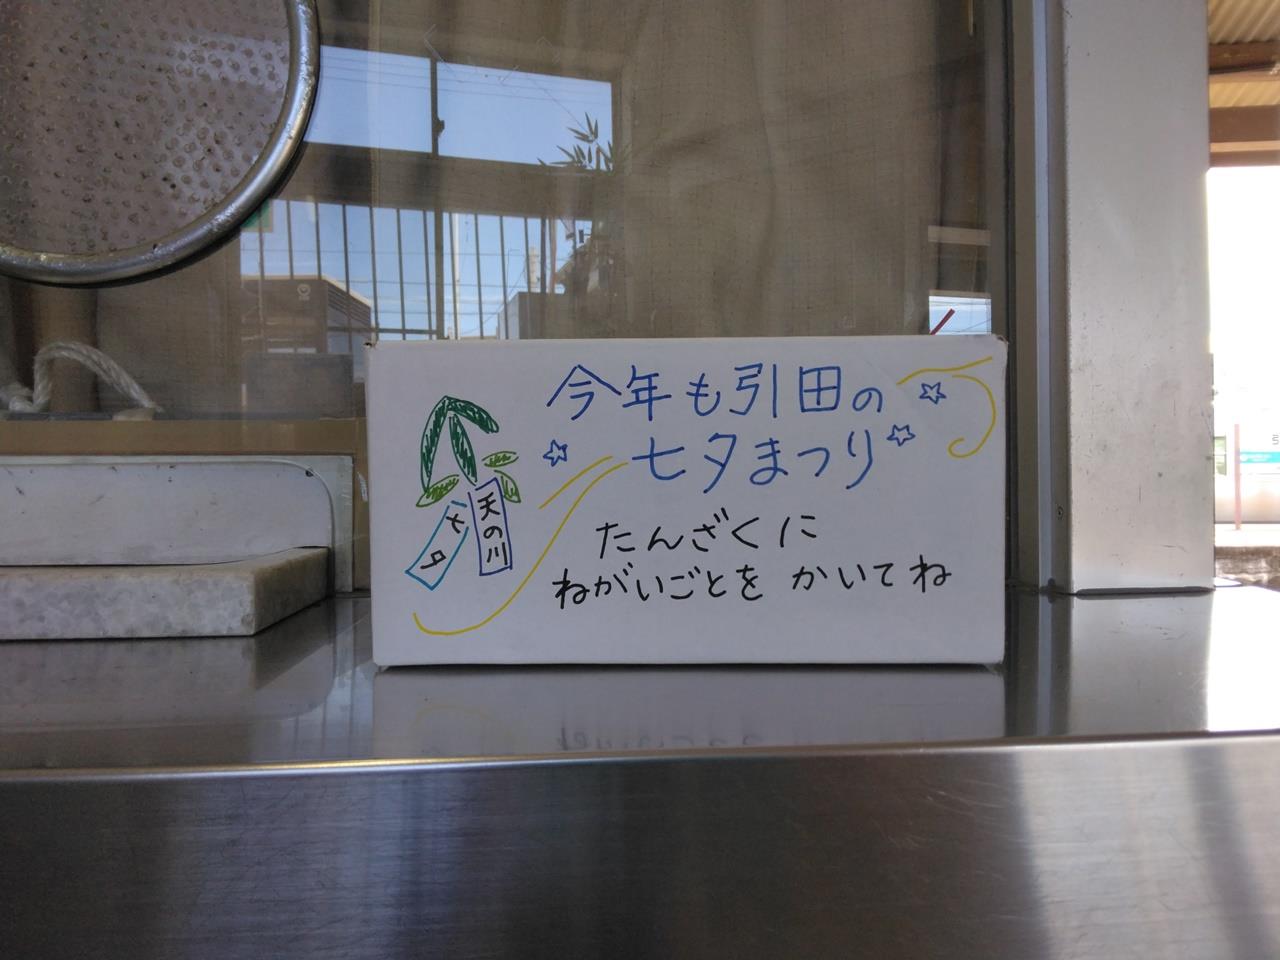 今年も引田の
七夕まつり
たんざくに
ねがいごとを かいてね
天の川
七夕